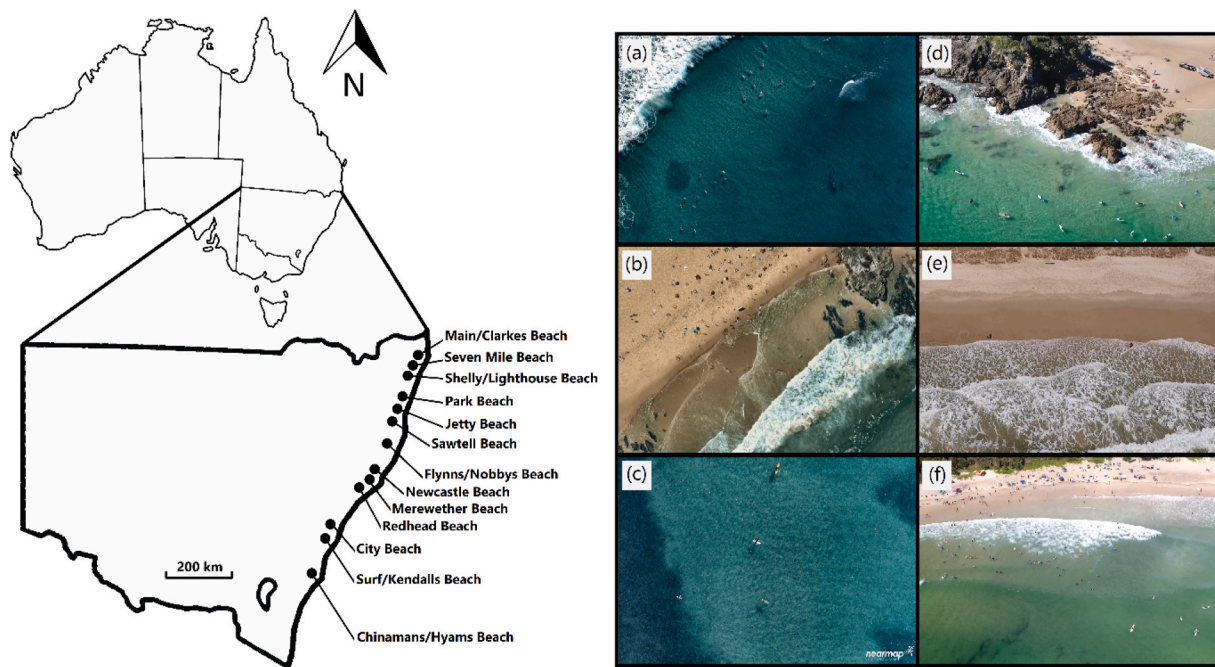 N
Main/Clarkes Beach
Seven Mile Beach
Shelly/Lighthouse Beach
Park Beach
Jetty Beach
Sawtell Beach
Flynns/Nobbys Beach
Newcastle Beach
Merewether Beach
Redhead Beach
City Beach
Surf/Kendalls Beach
Chinamans/Hyams Beach
200 km
(a)
(b)
(c)
nearmap
(d)
(e)
(f)